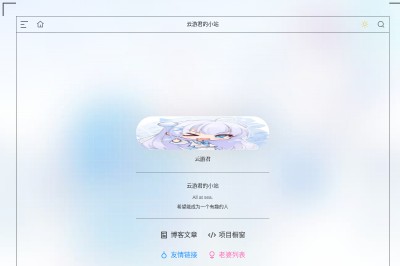 云游君的小站
云游君
云游君的小站
All at sea.
希望能成为一个有趣的人
博客文章 项目橱窗
友情链接 老婆列表